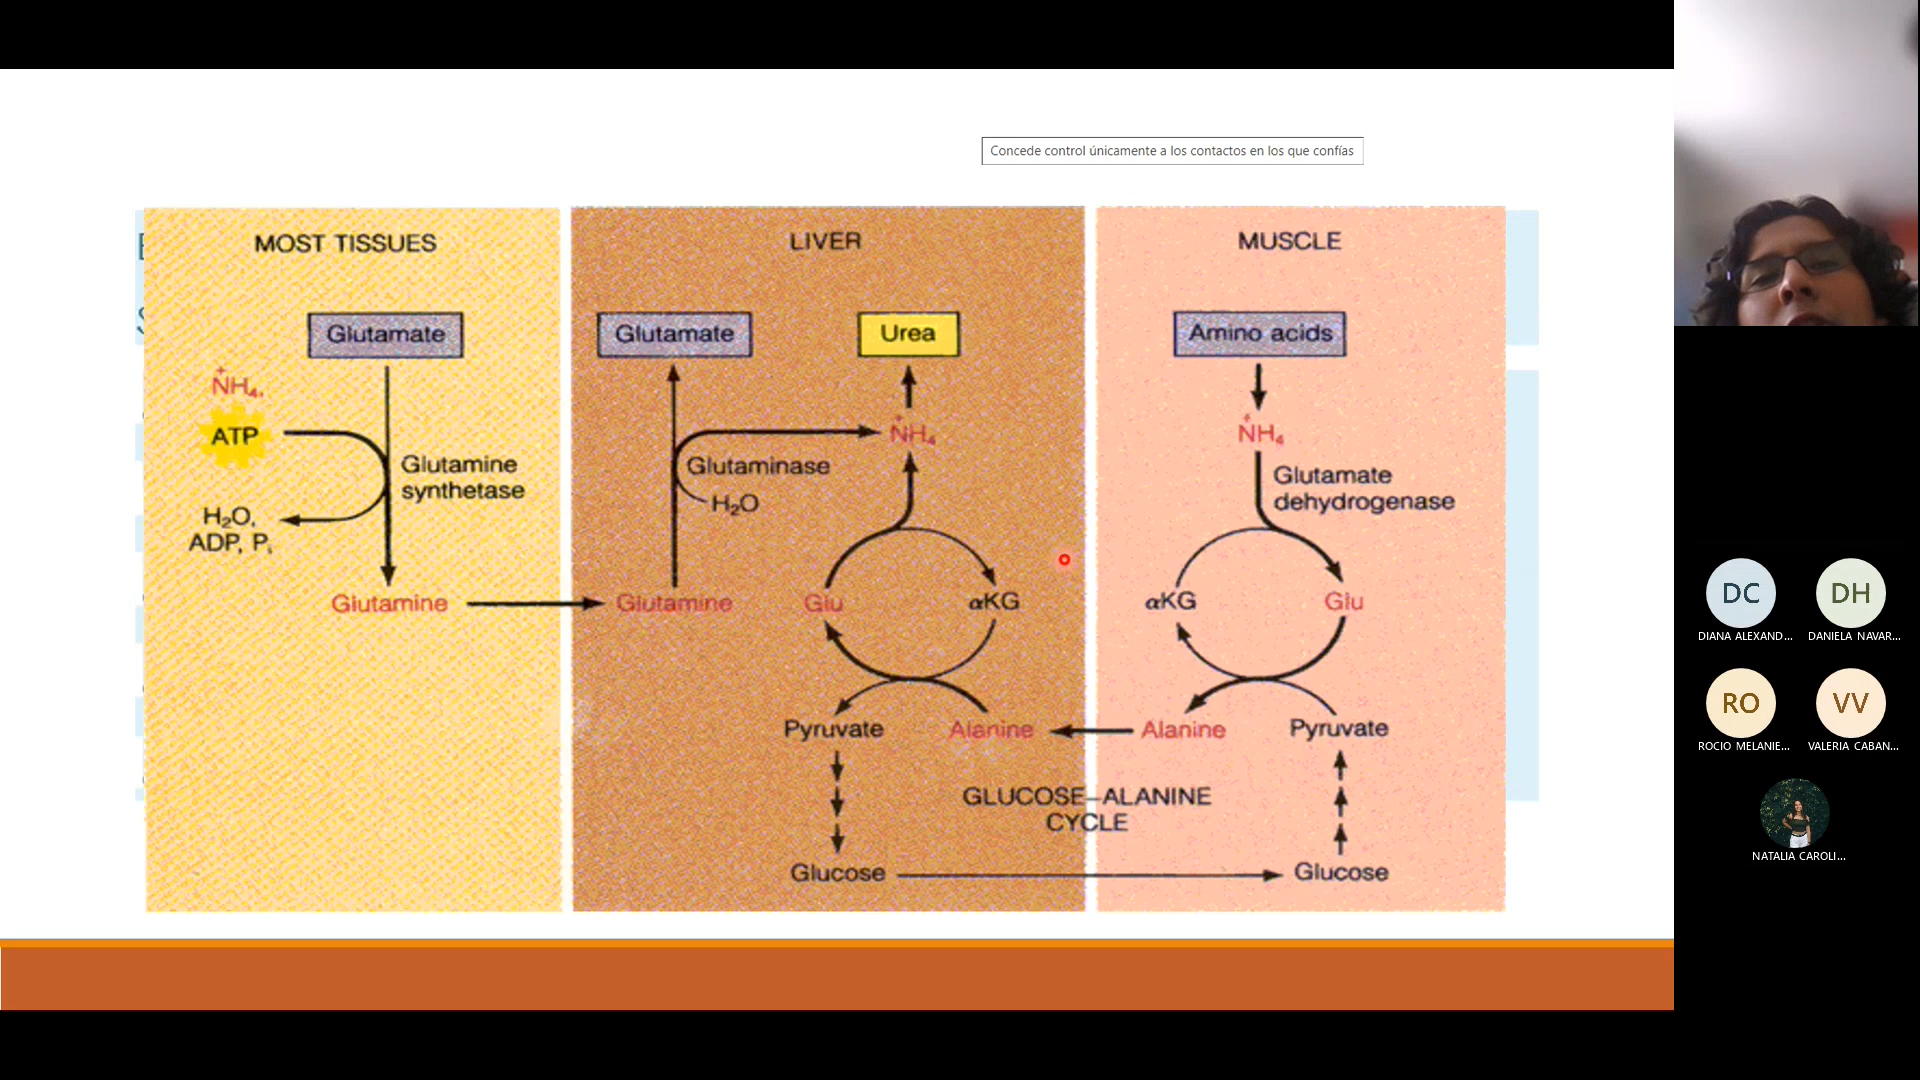 Concede control únicamente a los contactos en los que confías
MOST TISSUES
Glutamate
NH4+,
ATP
Glutamine
synthetase
H2O,
ADP, Pi
Glutamine
LIVER
Glutamate
Urea
NH4+
Glutaminase
H2O
Glutamine
Glu
αKG
Pyruvate
Alanine
Glucose
MUSCLE
Amino acids
NH4+
Glutamate
dehydrogenase
αKG
Glu
Alanine
Pyruvate
GLUCOSE–ALANINE
CYCLE
Glucose
DC
DIANA ALEXAND...
DH
DANIELA NAVAR...
RO
ROCIO MELANIE...
VV
VALERIA CABAN...
NATALIA CAROLI...